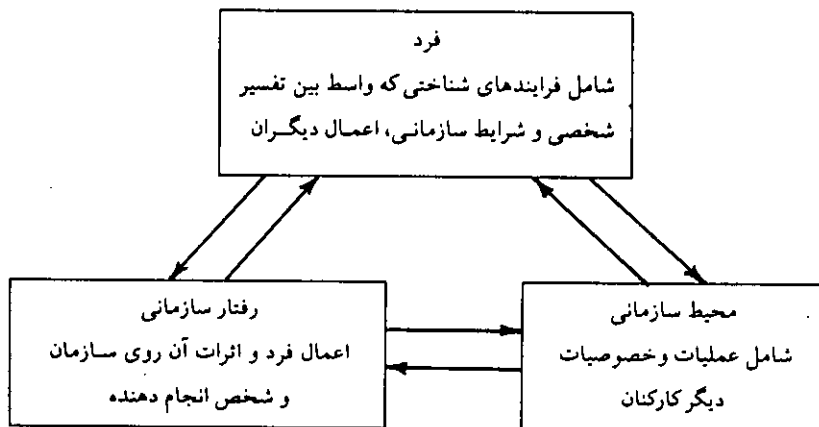 فرد
شامل فرایندهای شناختی که واسط بین تفسیر
شخصی و شرایط سازمانی، اعمال دیگران
محیط سازمانی
شامل عملیات و خصوصیات
دیگر کارکنان
رفتار سازمانی
اعمال فرد و اثرات آن روی سازمان
و شخص انجام دهنده